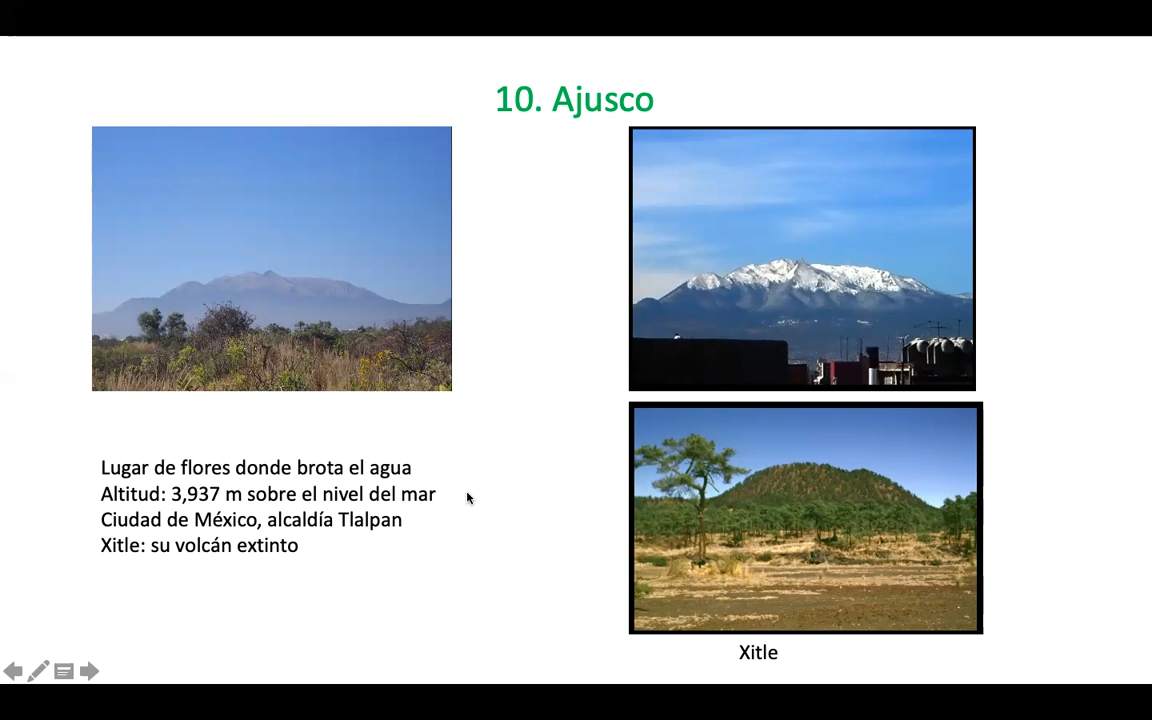 10. Ajusco
Lugar de flores donde brota el agua
Altitud: 3,937 m sobre el nivel del mar
Ciudad de México, alcaldía Tlalpan
Xitle: su volcán extinto
Xitle